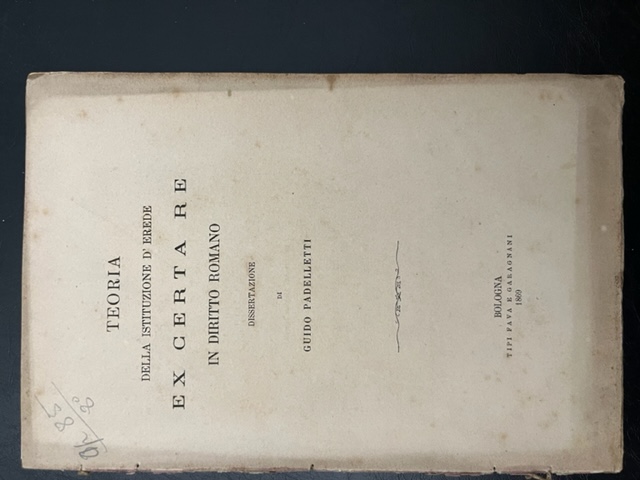 TEORIA
DELLA ISTITUZIONE D' EREDE
EX CERTA RE
IN DIRITTO ROMANO
DISSERTAZIONE
DI
GUIDO PADELLETTI
BOLOGNA
TIPI FAVA E GARAGNANI
1869